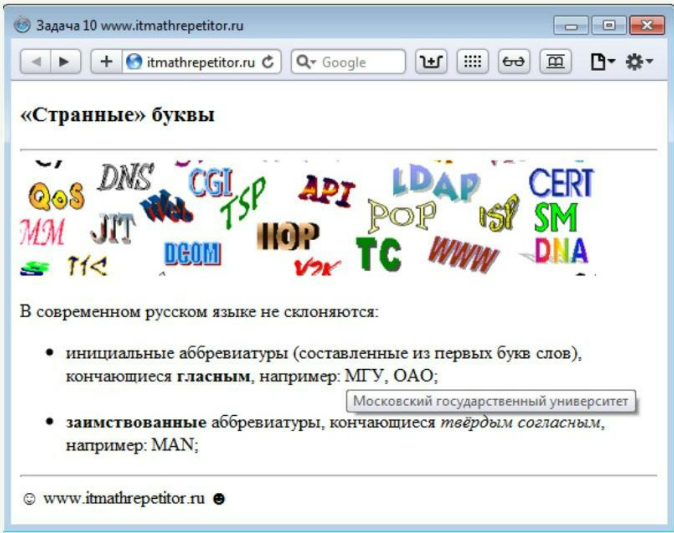 Задача 10 www.itmathrepetitor.ru
itmathrepetitor.ru Google
«Странные» буквы
DNS CGI TSP API LDAP CERT
QoS Web POP ISP SM
MM JIT DCOM IIOP TC WWW DNA
Y2K
В современном русском языке не склоняются:
• инициальные аббревиатуры (составленные из первых букв слов),
кончающиеся гласным, например: МГУ, ОАО;
Московский государственный университет
• заимствованные аббревиатуры, кончающиеся твёрдым согласным,
например: MAN;
☺ www.itmathrepetitor.ru ☻